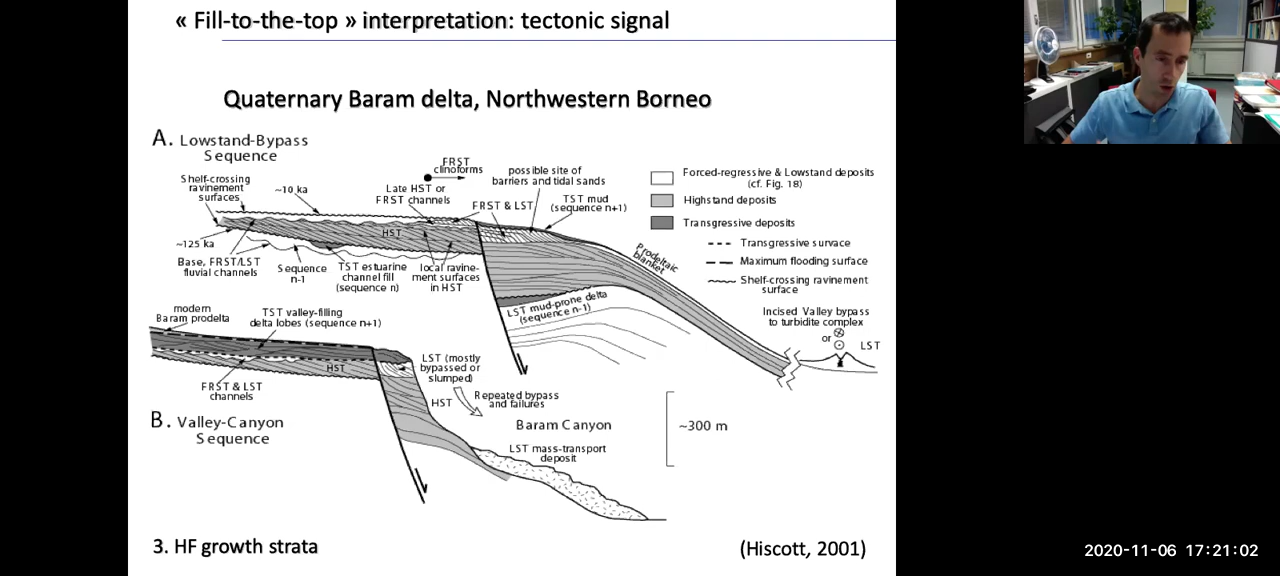 « Fill-to-the-top » interpretation: tectonic signal
Quaternary Baram delta, Northwestern Borneo
A. Lowstand-Bypass
Sequence
Shelf-crossing
ravinement
surfaces
~10 ka
FRST
clinoforms
Late HST or
FRST channels
possible site of
barriers and tidal sands
FRST & LST
TST mud
(sequence n+1)
HST
~125 ka
Base, FRST/LST
fluvial channels
Sequence
n-1
TST estuarine
channel fill
(sequence n)
local ravine-
ment surfaces
in HST
LST mud-prone delta
(sequence n-1)
Prodeltaic
blanket
Forced-regressive & Lowstand deposits
(cf. Fig. 18)
Highstand deposits
Transgressive deposits
Transgressive survace
Maximum flooding surface
Shelf-crossing ravinement
surface
Incised Valley bypass
to turbidite complex
or
LST
modern
Baram prodelta
TST valley-filling
delta lobes (sequence n+1)
HST
FRST & LST
channels
LST (mostly
bypassed or
slumped)
HST
Repeated bypass
and failures
Baram Canyon
LST mass-transport
deposit
~300 m
B. Valley-Canyon
Sequence
3. HF growth strata
(Hiscott, 2001)
2020-11-06 17:21:02